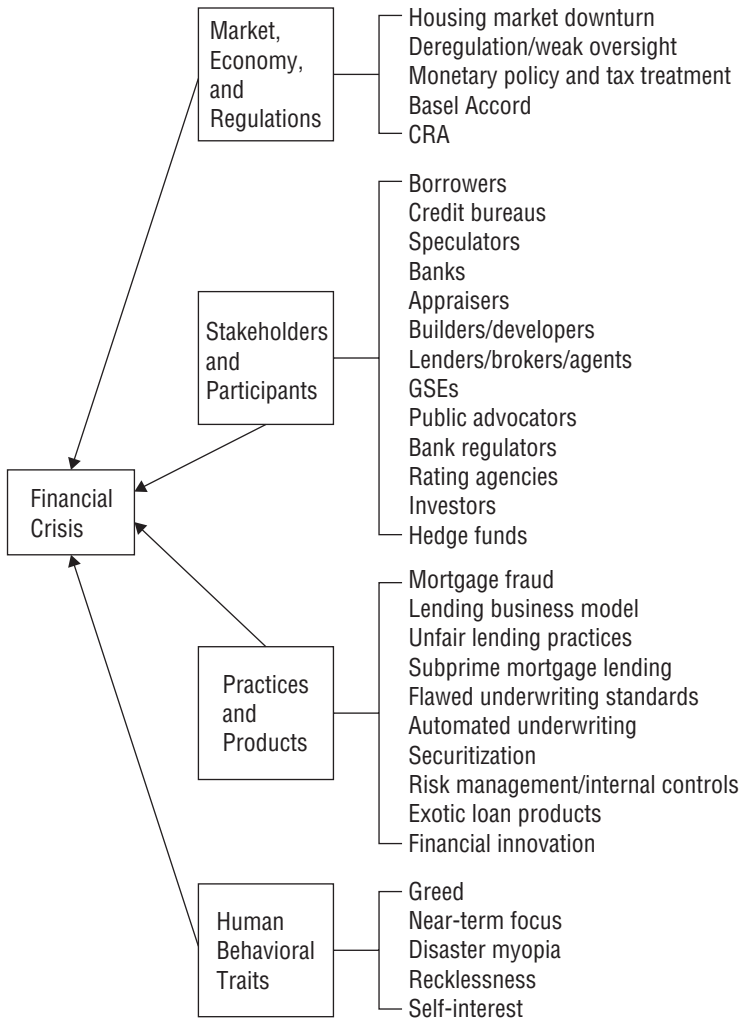 Market,
Economy,
and
Regulations
Housing market downturn
Deregulation/weak oversight
Monetary policy and tax treatment
Basel Accord
CRA
Stakeholders
and
Participants
Borrowers
Credit bureaus
Speculators
Banks
Appraisers
Builders/developers
Lenders/brokers/agents
GSEs
Public advocators
Bank regulators
Rating agencies
Investors
Hedge funds
Financial
Crisis
Practices
and
Products
Mortgage fraud
Lending business model
Unfair lending practices
Subprime mortgage lending
Flawed underwriting standards
Automated underwriting
Securitization
Risk management/internal controls
Exotic loan products
Financial innovation
Human
Behavioral
Traits
Greed
Near-term focus
Disaster myopia
Recklessness
Self-interest